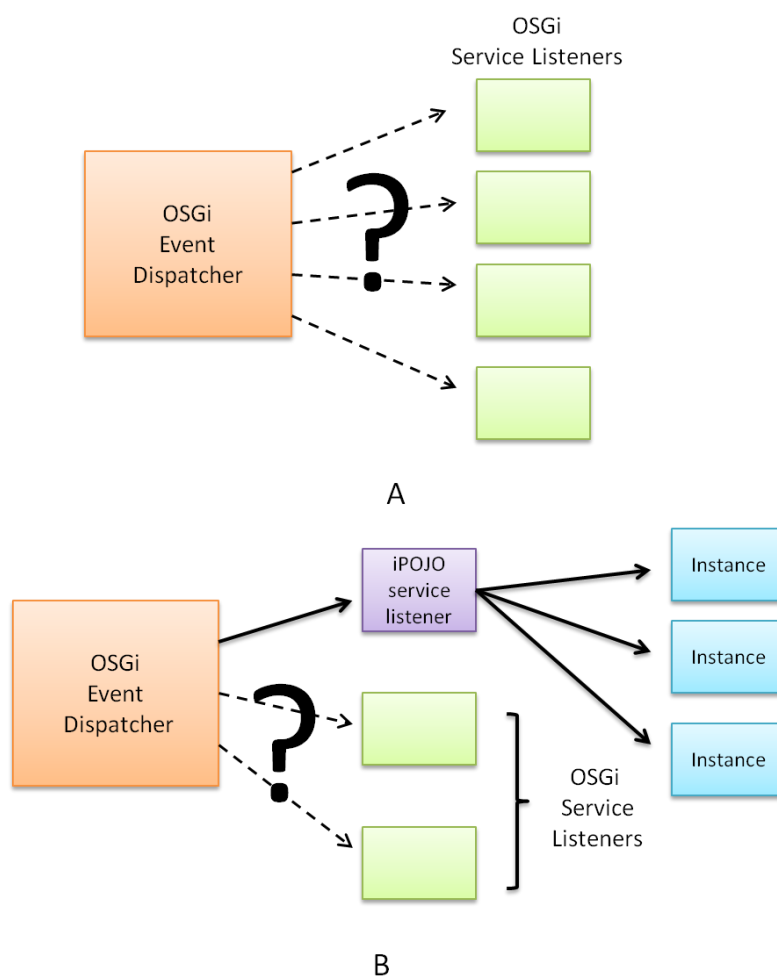 OSGi
Service Listeners
OSGi
Event
Dispatcher
?
A
iPOJO
service
listener
Instance
Instance
Instance
OSGi
Event
Dispatcher
?
OSGi
Service
Listeners
B